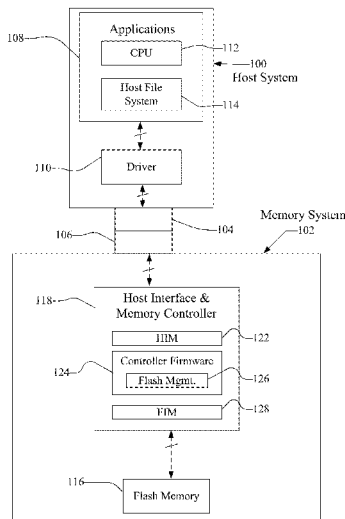 108
Applications
CPU
112
100
Host System
Host File
System
114
110
Driver
106
104
Memory System
102
118
Host Interface &
Memory Controller
HIM
122
124
Controller Firmware
Flash Mgmt.
126
FIM
128
116
Flash Memory